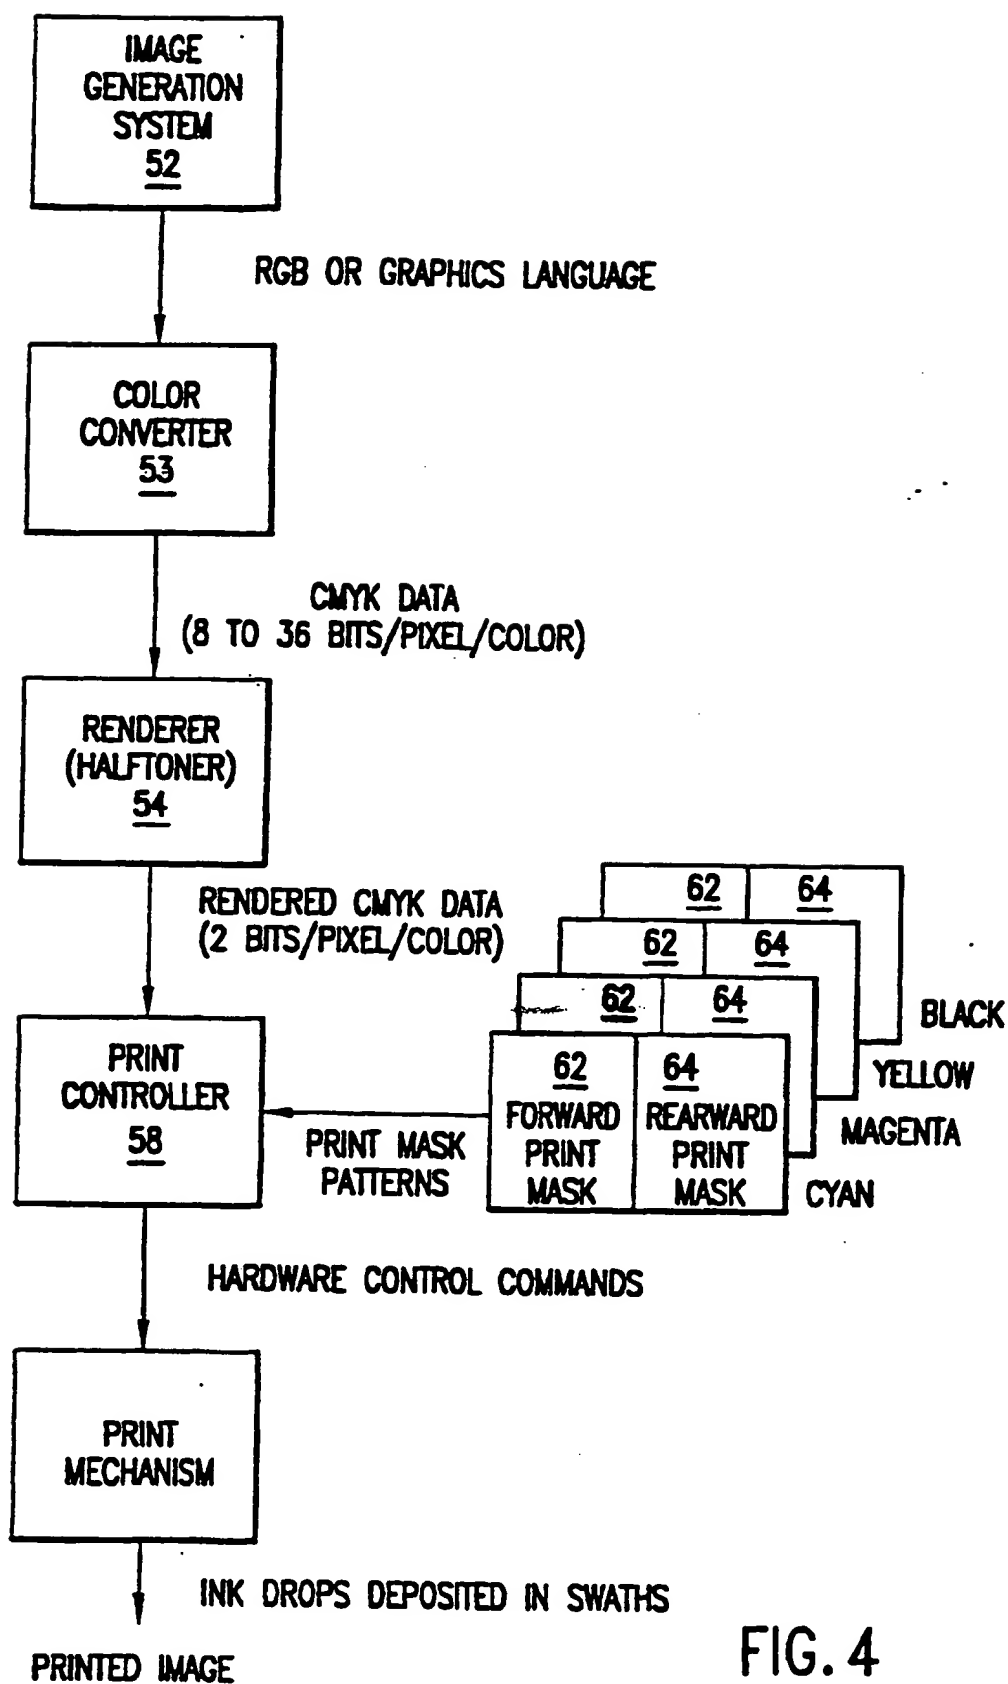 IMAGE
GENERATION
SYSTEM
52
RGB OR GRAPHICS LANGUAGE
COLOR
CONVERTER
53
CMYK DATA
(8 TO 36 BITS/PIXEL/COLOR)
RENDERER
(HALFTONER)
54
RENDERED CMYK DATA
(2 BITS/PIXEL/COLOR)
62 64
62 64
62 64
BLACK
YELLOW
MAGENTA
CYAN
62 64
FORWARD REARWARD
PRINT PRINT
MASK MASK
PRINT
CONTROLLER
58
PRINT MASK
PATTERNS
HARDWARE CONTROL COMMANDS
PRINT
MECHANISM
INK DROPS DEPOSITED IN SWATHS
PRINTED IMAGE
FIG. 4